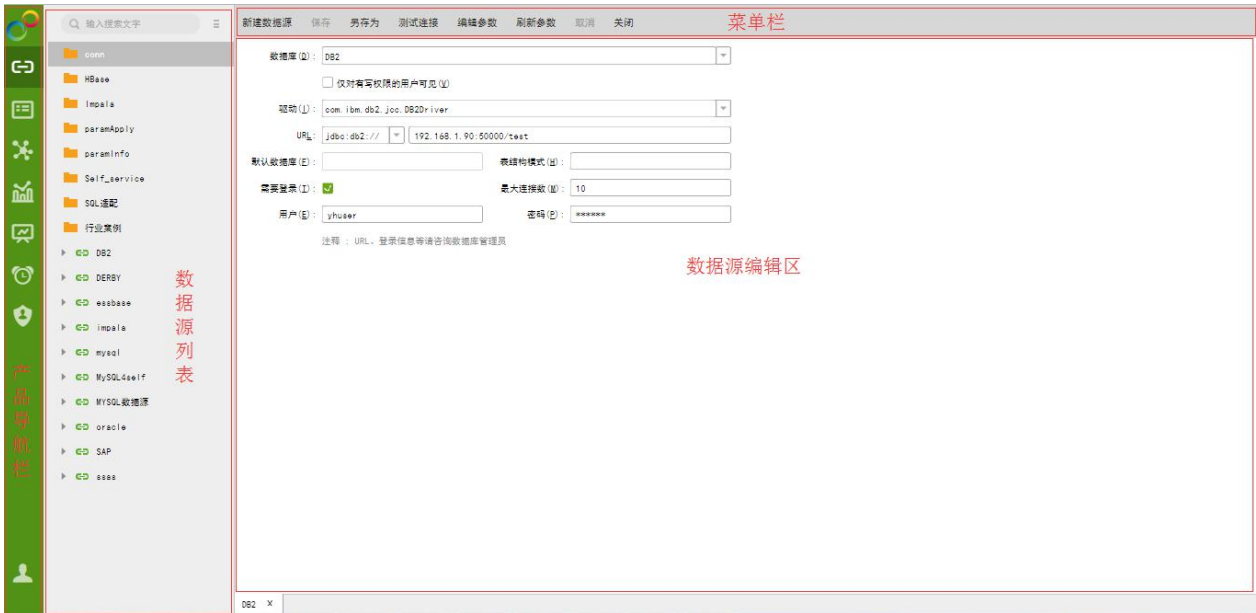 输入搜索文字
conn
HBase
Impala
paramApply
paramInfo
Self_service
SQL适配
行业案例
DB2
DERBY
essbase
impala
mysql
MySQL4self
MYSQL数据源
oracle
SAP
sses
产品导航栏
数据源列表
新建数据源 保存 另存为 测试连接 编辑参数 刷新参数 取消 关闭
菜单栏
数据库(D): DB2
仅对有写权限的用户可见(V)
驱动(I): com.ibm.db2.jcc.DB2Driver
URL: jdbc:db2:// 192.168.1.90:50000/test
默认数据库(F): 表结构模式(H):
需要登录(T): 最大连接数(M): 10
用户(E): yhuser 密码(P): ******
注释 : URL、登录信息等请咨询数据库管理员
数据源编辑区
DB2 X